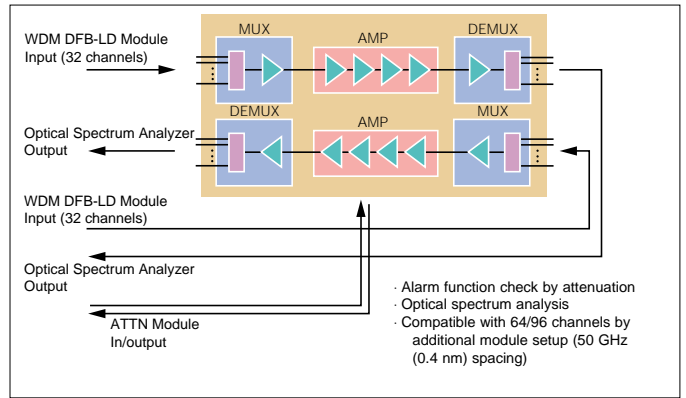 MUX
AMP
DEMUX
WDM DFB-LD Module
Input (32 channels)
DEMUX
AMP
MUX
Optical Spectrum Analyzer
Output
WDM DFB-LD Module
Input (32 channels)
Optical Spectrum Analyzer
Output
ATTN Module
In/output
· Alarm function check by attenuation
· Optical spectrum analysis
· Compatible with 64/96 channels by
additional module setup (50 GHz
(0.4 nm) spacing)